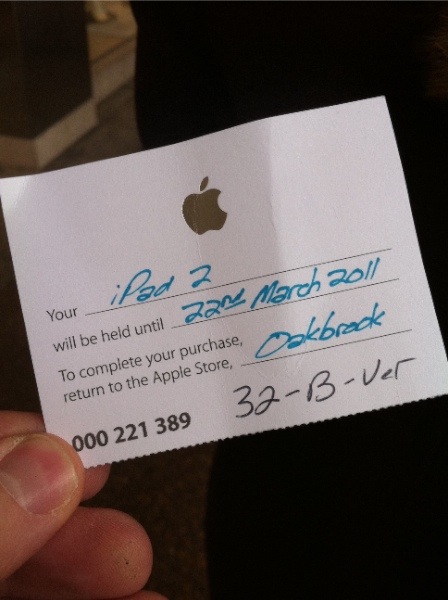 Your iPad 2
will be held until 22nd March 2011
To complete your purchase,
return to the Apple Store, Oakbrook
32-B-Ver
000 221 389